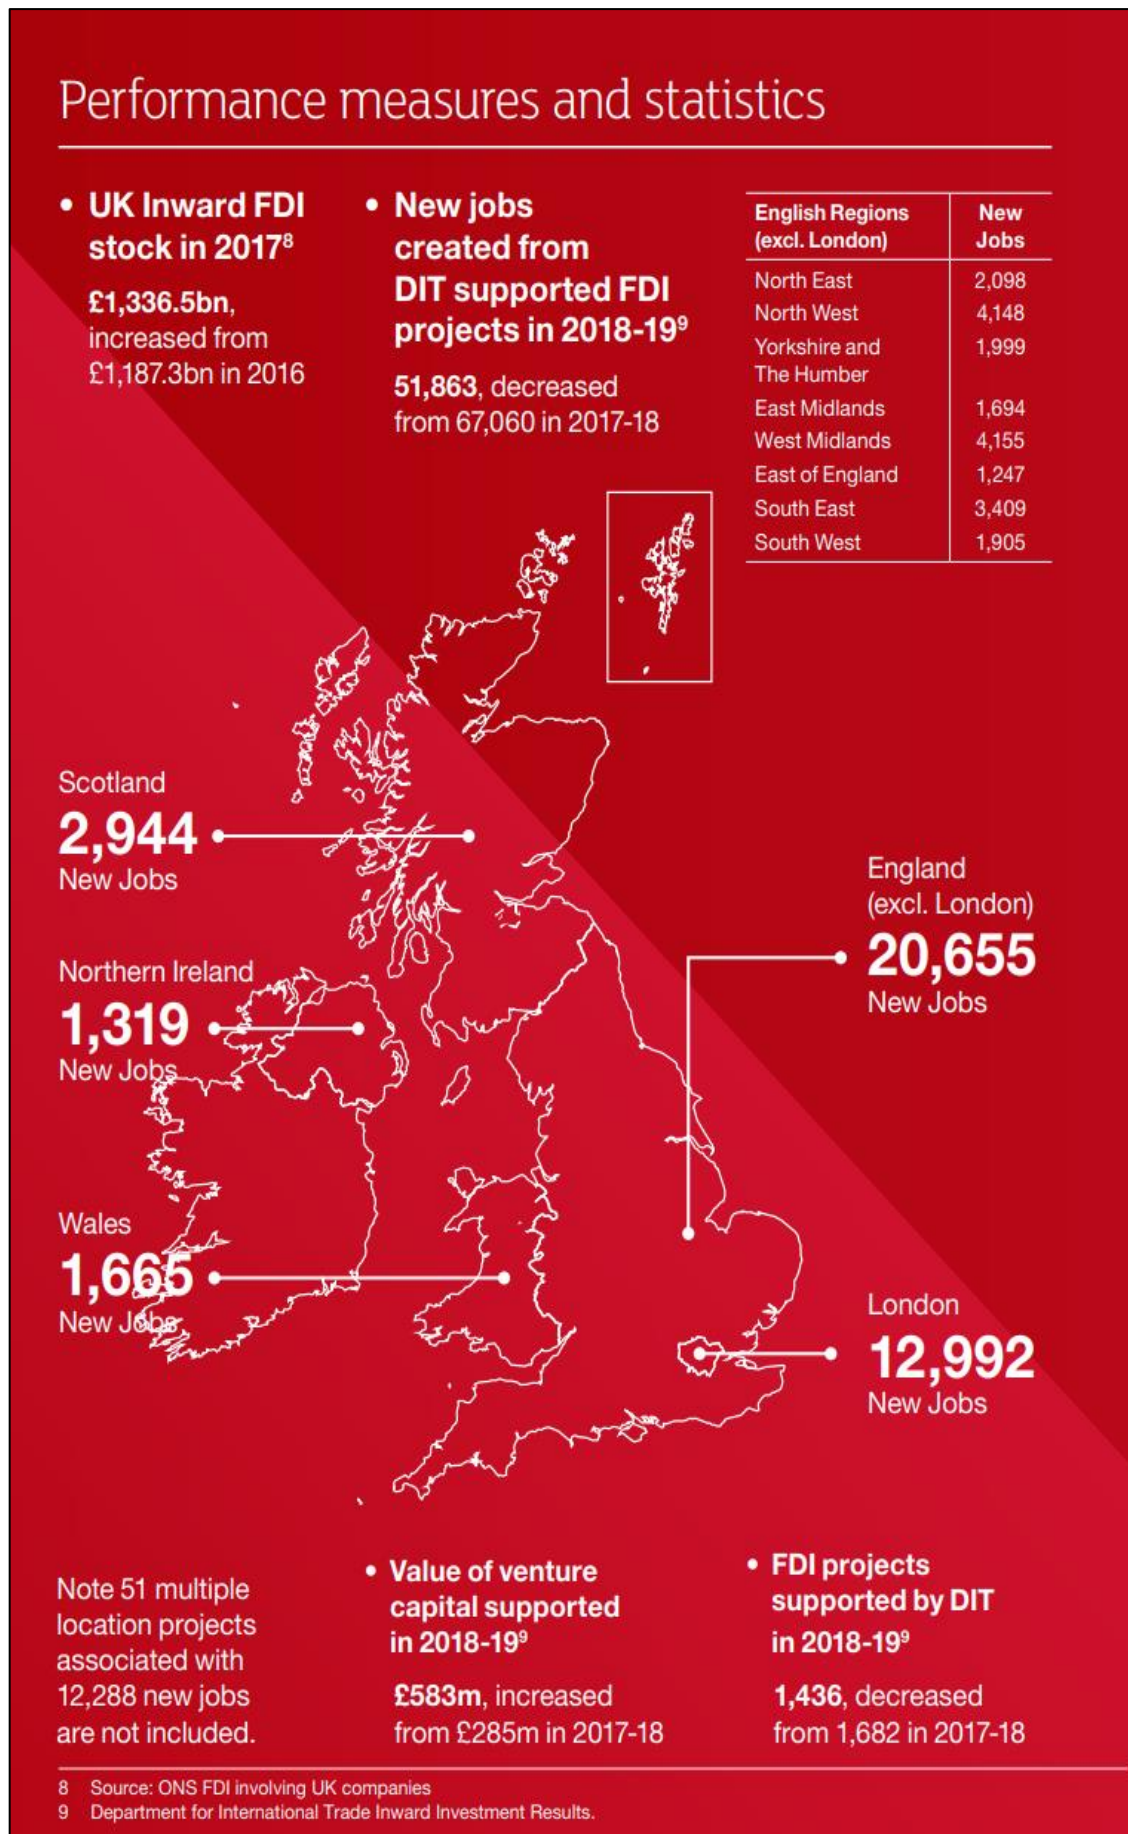 Performance measures and statistics
• UK Inward FDI
stock in 2017⁸
£1,336.5bn,
increased from
£1,187.3bn in 2016
• New jobs
created from
DIT supported FDI
projects in 2018-19⁹
51,863, decreased
from 67,060 in 2017-18
English Regions New
(excl. London) Jobs
North East 2,098
North West 4,148
Yorkshire and 1,999
The Humber
East Midlands 1,694
West Midlands 4,155
East of England 1,247
South East 3,409
South West 1,905
Scotland
2,944
New Jobs
England
(excl. London)
20,655
New Jobs
Northern Ireland
1,319
New Jobs
Wales
1,665
New Jobs
London
12,992
New Jobs
Note 51 multiple
location projects
associated with
12,288 new jobs
are not included.
• Value of venture
capital supported
in 2018-19⁹
£583m, increased
from £285m in 2017-18
• FDI projects
supported by DIT
in 2018-19⁹
1,436, decreased
from 1,682 in 2017-18
8 Source: ONS FDI involving UK companies
9 Department for International Trade Inward Investment Results.